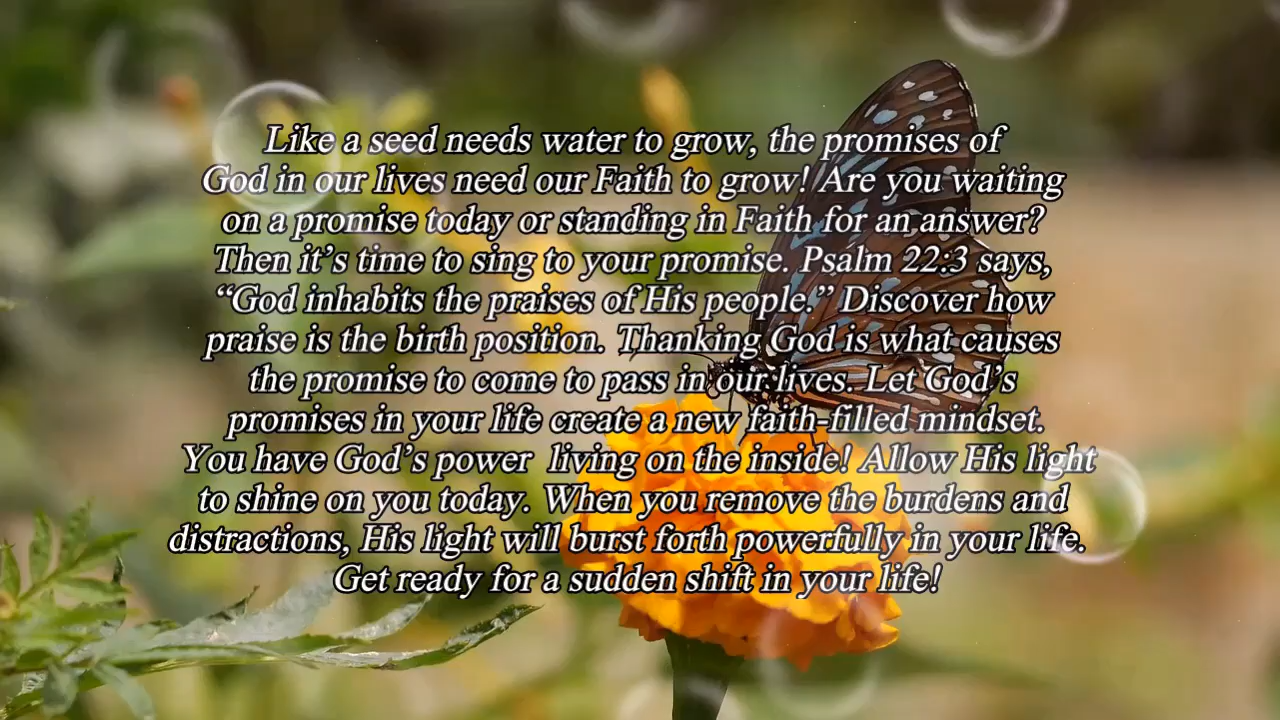 Like a seed needs water to grow, the promises of
God in our lives need our Faith to grow! Are you waiting
on a promise today or standing in Faith for an answer?
Then it’s time to sing to your promise. Psalm 22:3 says,
“God inhabits the praises of His people.” Discover how
praise is the birth position. Thanking God is what causes
the promise to come to pass in our lives. Let God’s
promises in your life create a new faith-filled mindset.
You have God’s power  living on the inside! Allow His light
to shine on you today. When you remove the burdens and
distractions, His light will burst forth powerfully in your life.
Get ready for a sudden shift in your life!